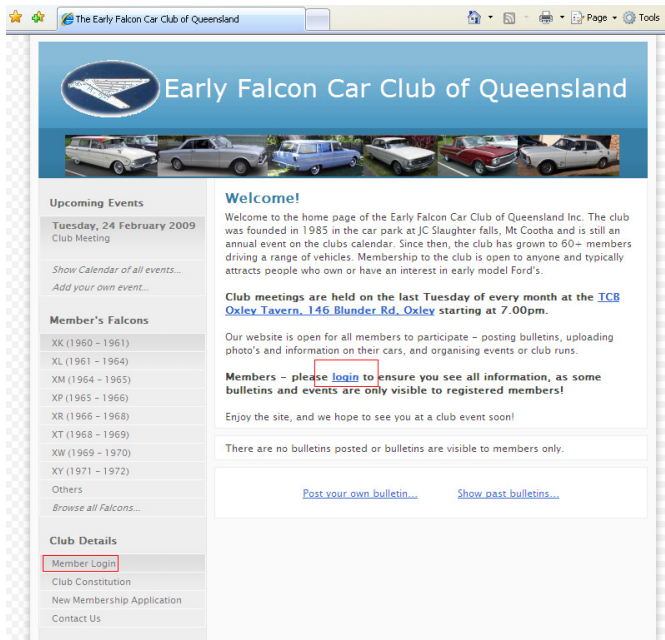 The Early Falcon Car Club of Queensland
Page
Tools
Early Falcon Car Club of Queensland
Upcoming Events
Tuesday, 24 February 2009
Club Meeting
Show Calendar of all events...
Add your own event...
Member's Falcons
XK (1960 – 1961)
XL (1961 – 1964)
XM (1964 – 1965)
XP (1965 – 1966)
XR (1966 – 1968)
XT (1968 – 1969)
XW (1969 – 1970)
XY (1971 – 1972)
Others
Browse all Falcons...
Club Details
Member Login
Club Constitution
New Membership Application
Contact Us
Welcome!
Welcome to the home page of the Early Falcon Car Club of Queensland Inc. The club
was founded in 1985 in the car park at JC Slaughter falls, Mt Cootha and is still an
annual event on the clubs calendar. Since then, the club has grown to 60+ members
driving a range of vehicles. Membership to the club is open to anyone and typically
attracts people who own or have an interest in early model Ford's.
Club meetings are held on the last Tuesday of every month at the TCB
Oxley Tavern, 146 Blunder Rd, Oxley starting at 7.00pm.
Our website is open for all members to participate – posting bulletins, uploading
photo's and information on their cars, and organising events or club runs.
Members – please login to ensure you see all information, as some
bulletins and events are only visible to registered members!
Enjoy the site, and we hope to see you at a club event soon!
There are no bulletins posted or bulletins are visible to members only.
Post your own bulletin...
Show past bulletins...